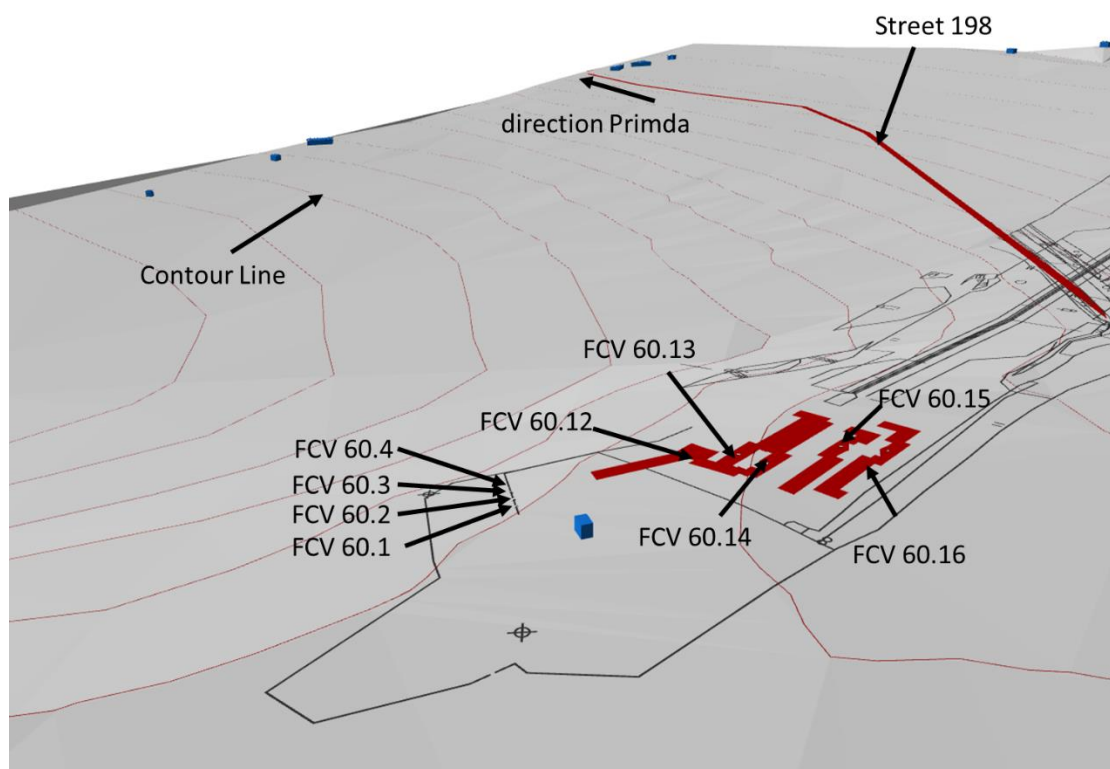 Street 198
direction Primda
Contour Line
FCV 60.13
FCV 60.15
FCV 60.12
FCV 60.4
FCV 60.3
FCV 60.2
FCV 60.1
FCV 60.14
FCV 60.16